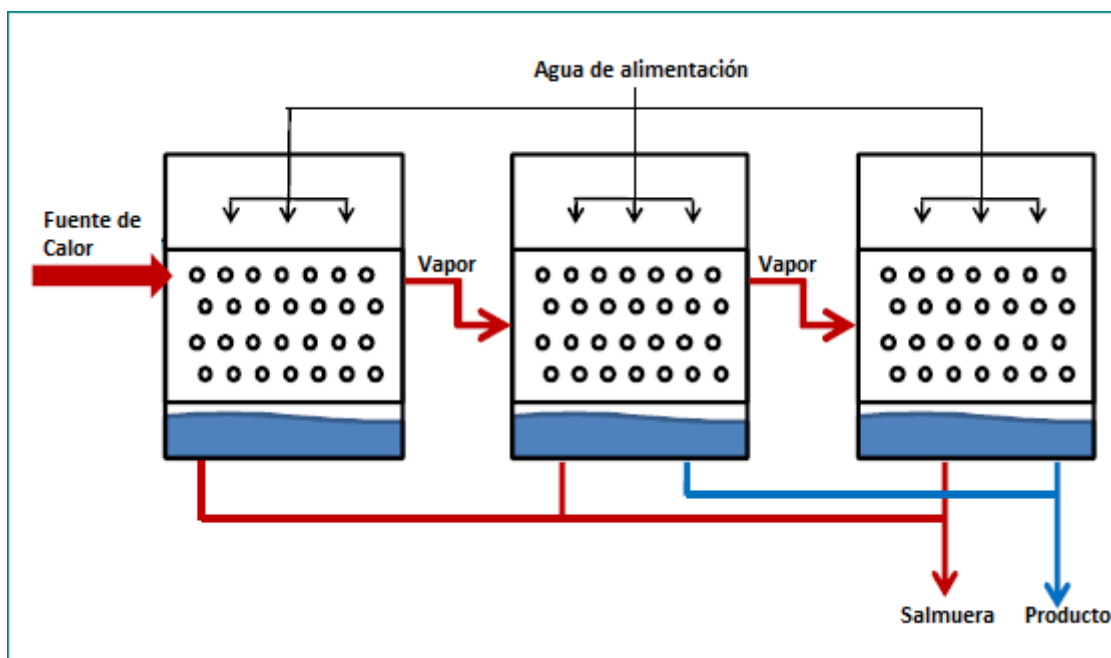 Agua de alimentación
Fuente de
Calor
Vapor
Vapor
Salmuera
Producto